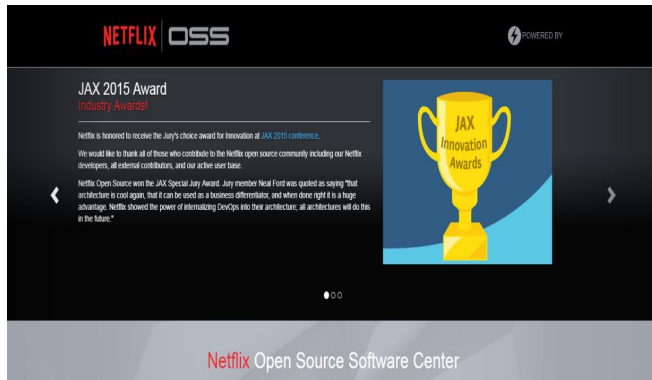 NETFLIX OSS
POWERED BY
JAX 2015 Award
Industry Awards!
Netflix is honored to receive the Jury's choice award for Innovation at JAX 2015 conference.
We would like to thank all of those who contribute to the Netflix open source community including our Netflix
developers, all external contributors, and our active user base.
Netflix Open Source won the JAX Special Jury Award. Jury member Neal Ford was quoted as saying "that
architecture is cool again, that it can be used as a business differentiator, and when done right it is a huge
advantage. Netflix showed the power of internalizing DevOps into their architecture; all architectures will do this
in the future."
JAX
Innovation
Awards
Netflix Open Source Software Center